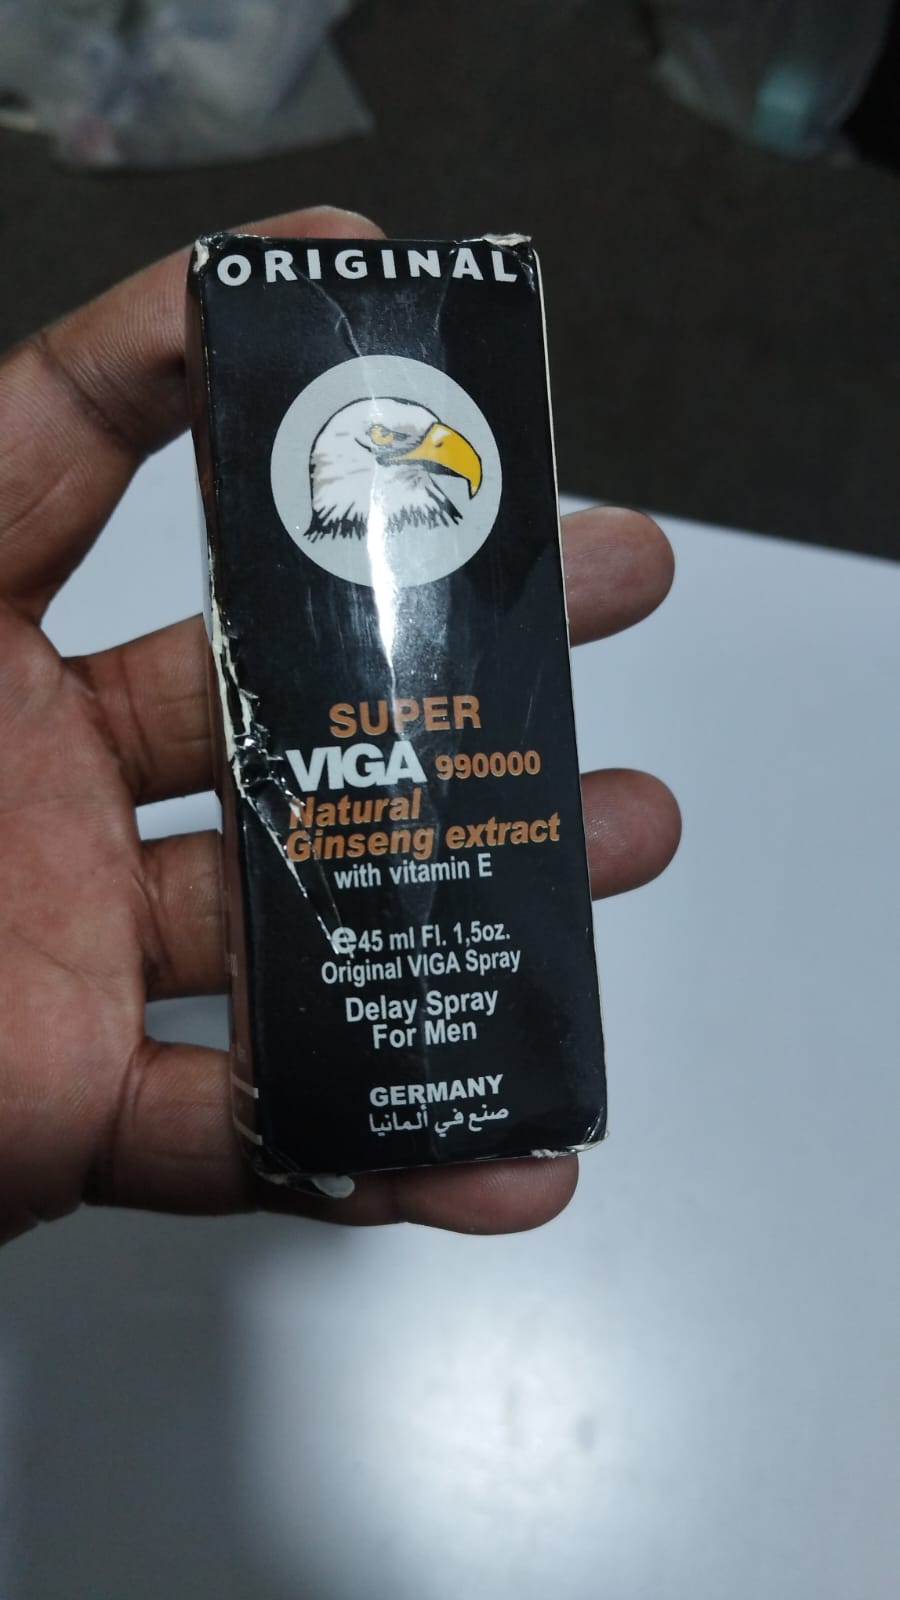 ORIGINAL
SUPER
VIGA 990000
Natural
Ginseng extract
with vitamin E
℮45 ml Fl. 1,5oz.
Original VIGA Spray
Delay Spray
For Men
GERMANY
صنع في ألمانيا